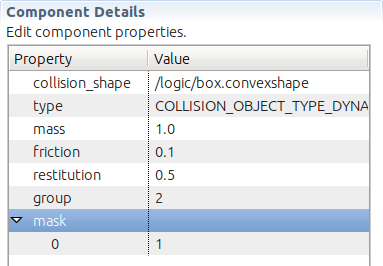 Component Details
Edit component properties.
Property Value
collision_shape /logic/box.convexshape
type COLLISION_OBJECT_TYPE_DYNA
mass 1.0
friction 0.1
restitution 0.5
group 2
mask
0 1